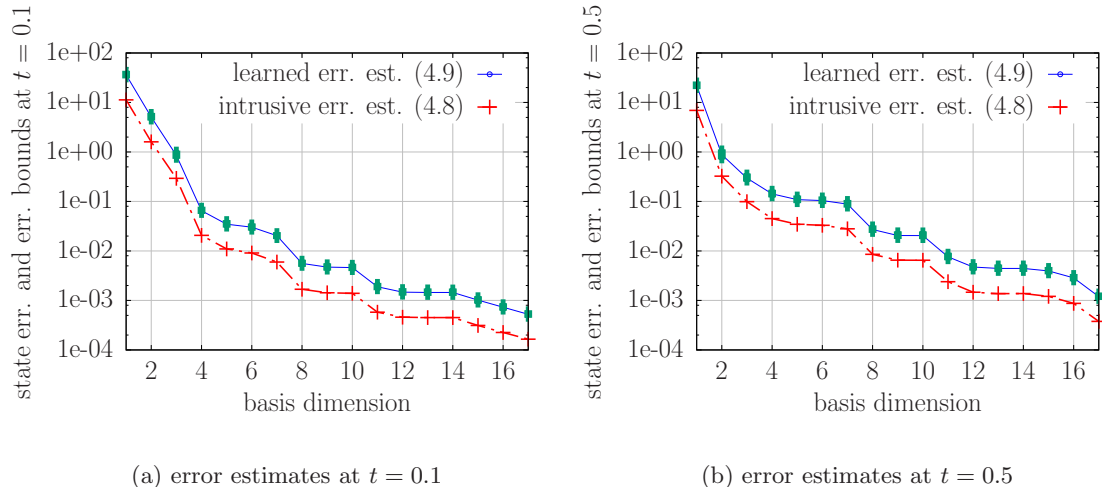 state err. and err. bounds at t = 0.1
1e+02
1e+01
1e+00
1e-01
1e-02
1e-03
1e-04
learned err. est. (4.9)
intrusive err. est. (4.8)
2 4 6 8 10 12 14 16
basis dimension
(a) error estimates at t = 0.1
state err. and err. bounds at t = 0.5
1e+02
1e+01
1e+00
1e-01
1e-02
1e-03
1e-04
learned err. est. (4.9)
intrusive err. est. (4.8)
2 4 6 8 10 12 14 16
basis dimension
(b) error estimates at t = 0.5